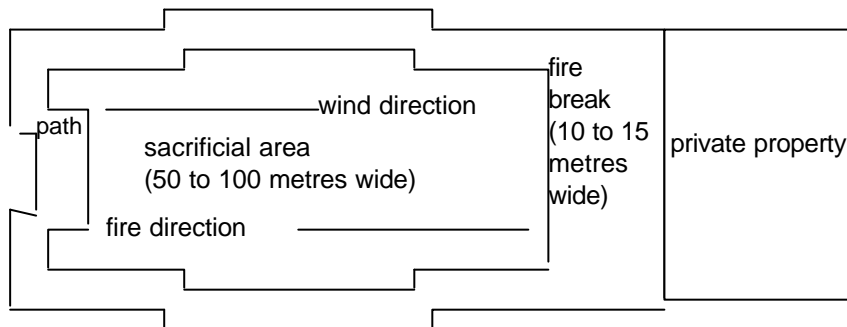 path
wind direction
sacrificial area
(50 to 100 metres wide)
fire direction
fire
break
(10 to 15
metres
wide)
private property